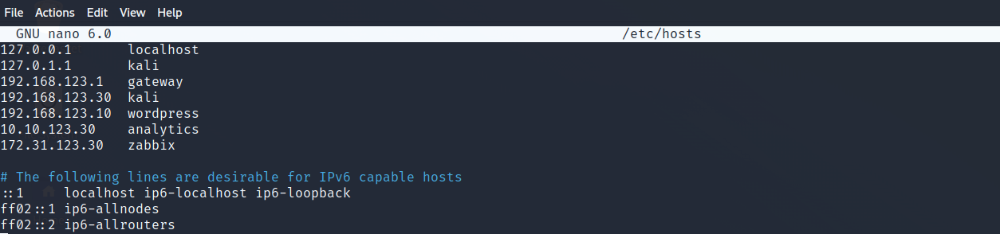 File Actions Edit View Help
GNU nano 6.0 /etc/hosts
127.0.0.1 localhost
127.0.1.1 kali
192.168.123.1 gateway
192.168.123.30 kali
192.168.123.10 wordpress
10.10.123.30 analytics
172.31.123.30 zabbix
# The following lines are desirable for IPv6 capable hosts
::1 localhost ip6-localhost ip6-loopback
ff02::1 ip6-allnodes
ff02::2 ip6-allrouters